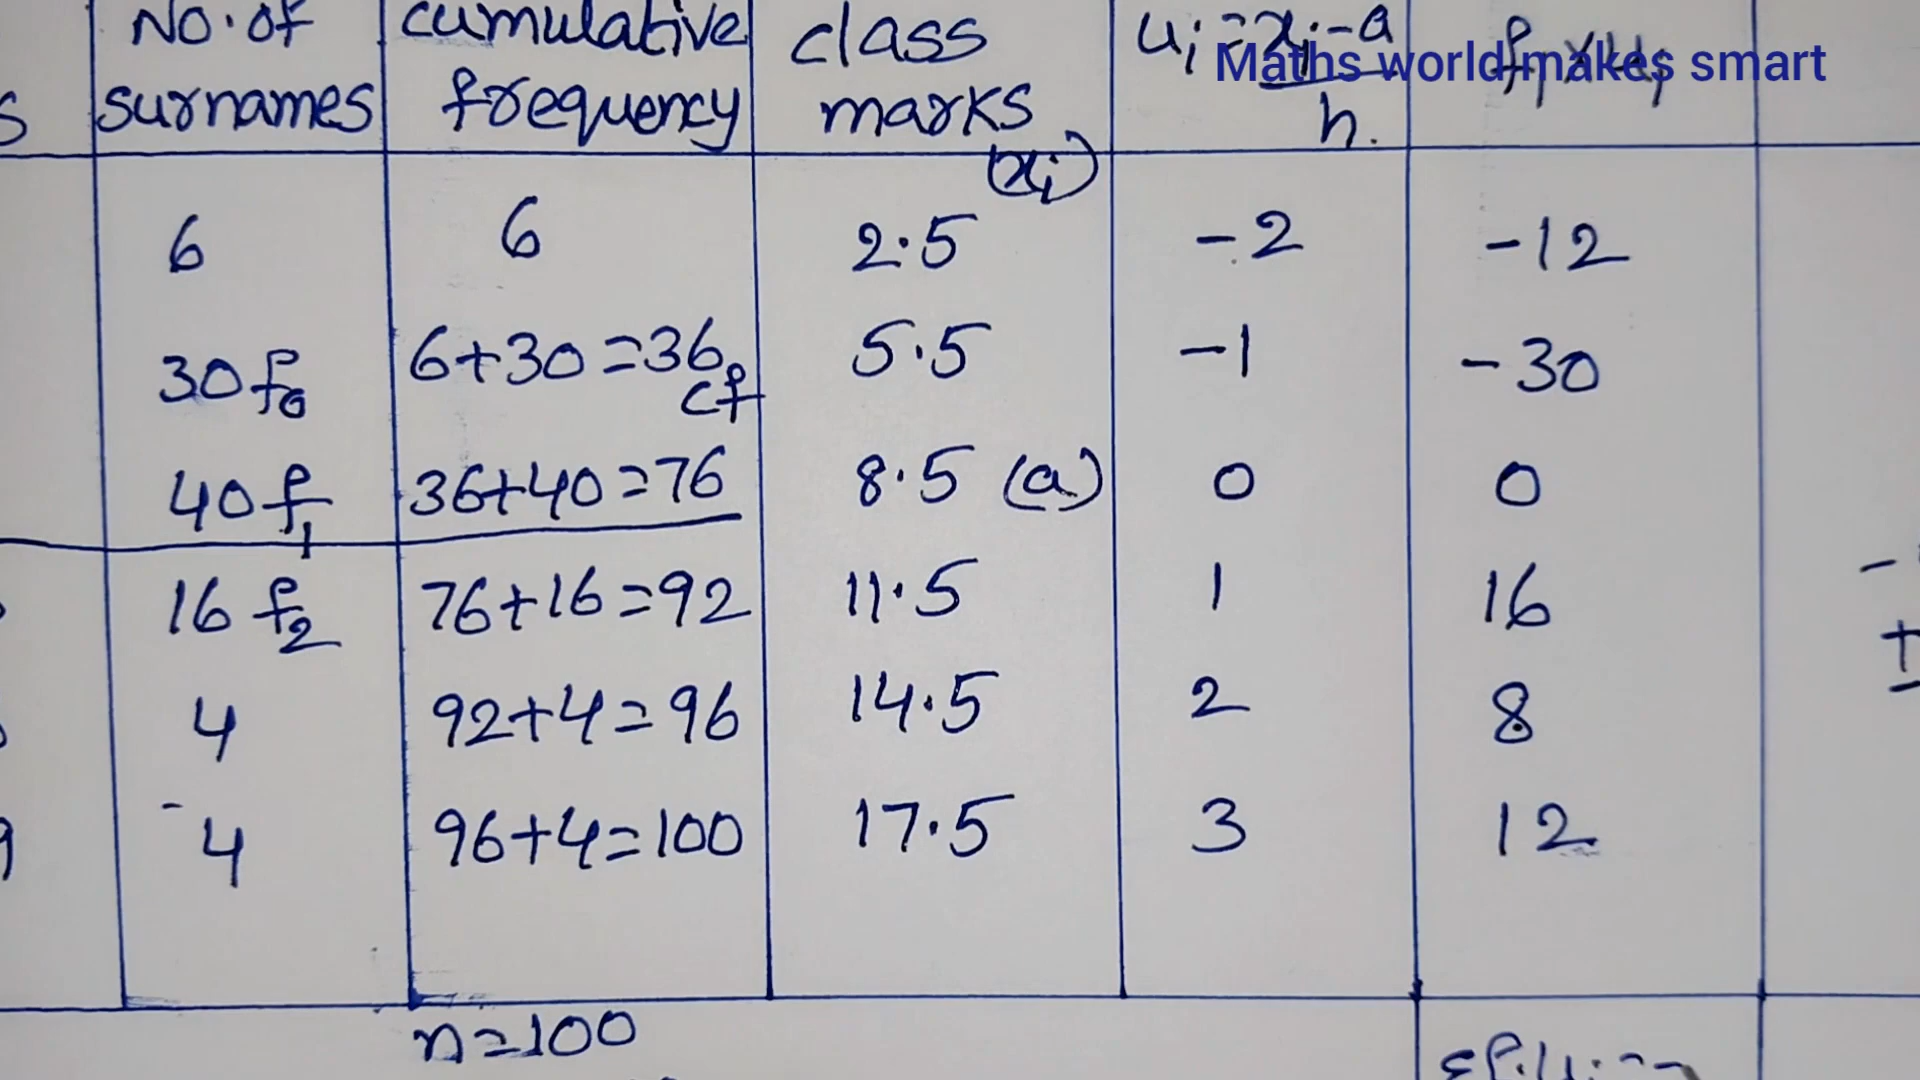 No. of surnames | cumulative frequency | class marks (xi) | ui = xi - a / h. | fi × ui
Maths world makes smart
6 | 6 | 2.5 | -2 | -12
30 f0 | 6+30=36 cf | 5.5 | -1 | -30
40 f1 | 36+40=76 | 8.5 (a) | 0 | 0
16 f2 | 76+16=92 | 11.5 | 1 | 16
4 | 92+4=96 | 14.5 | 2 | 8
4 | 96+4=100 | 17.5 | 3 | 12
n=100